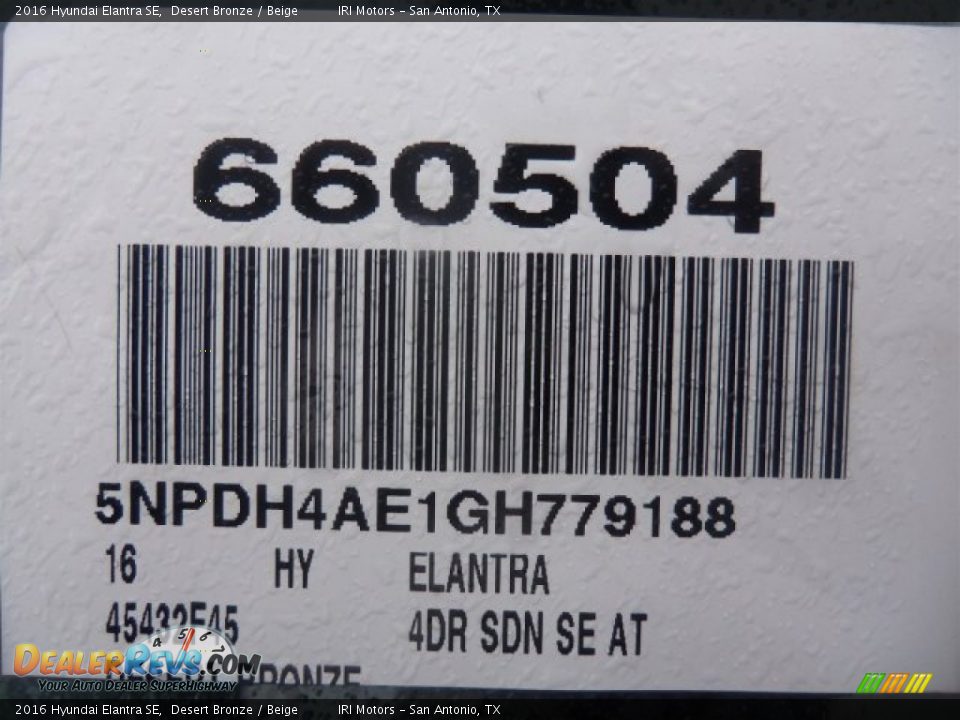 2016 Hyundai Elantra SE, Desert Bronze / Beige IRI Motors - San Antonio, TX
660504
5NPDH4AE1GH779188
16 HY ELANTRA
45432F45 4DR SDN SE AT
BRONZE
DEALERREVS.COM
YOUR AUTO DEALER SUPERHIGHWAY
2016 Hyundai Elantra SE, Desert Bronze / Beige IRI Motors - San Antonio, TX